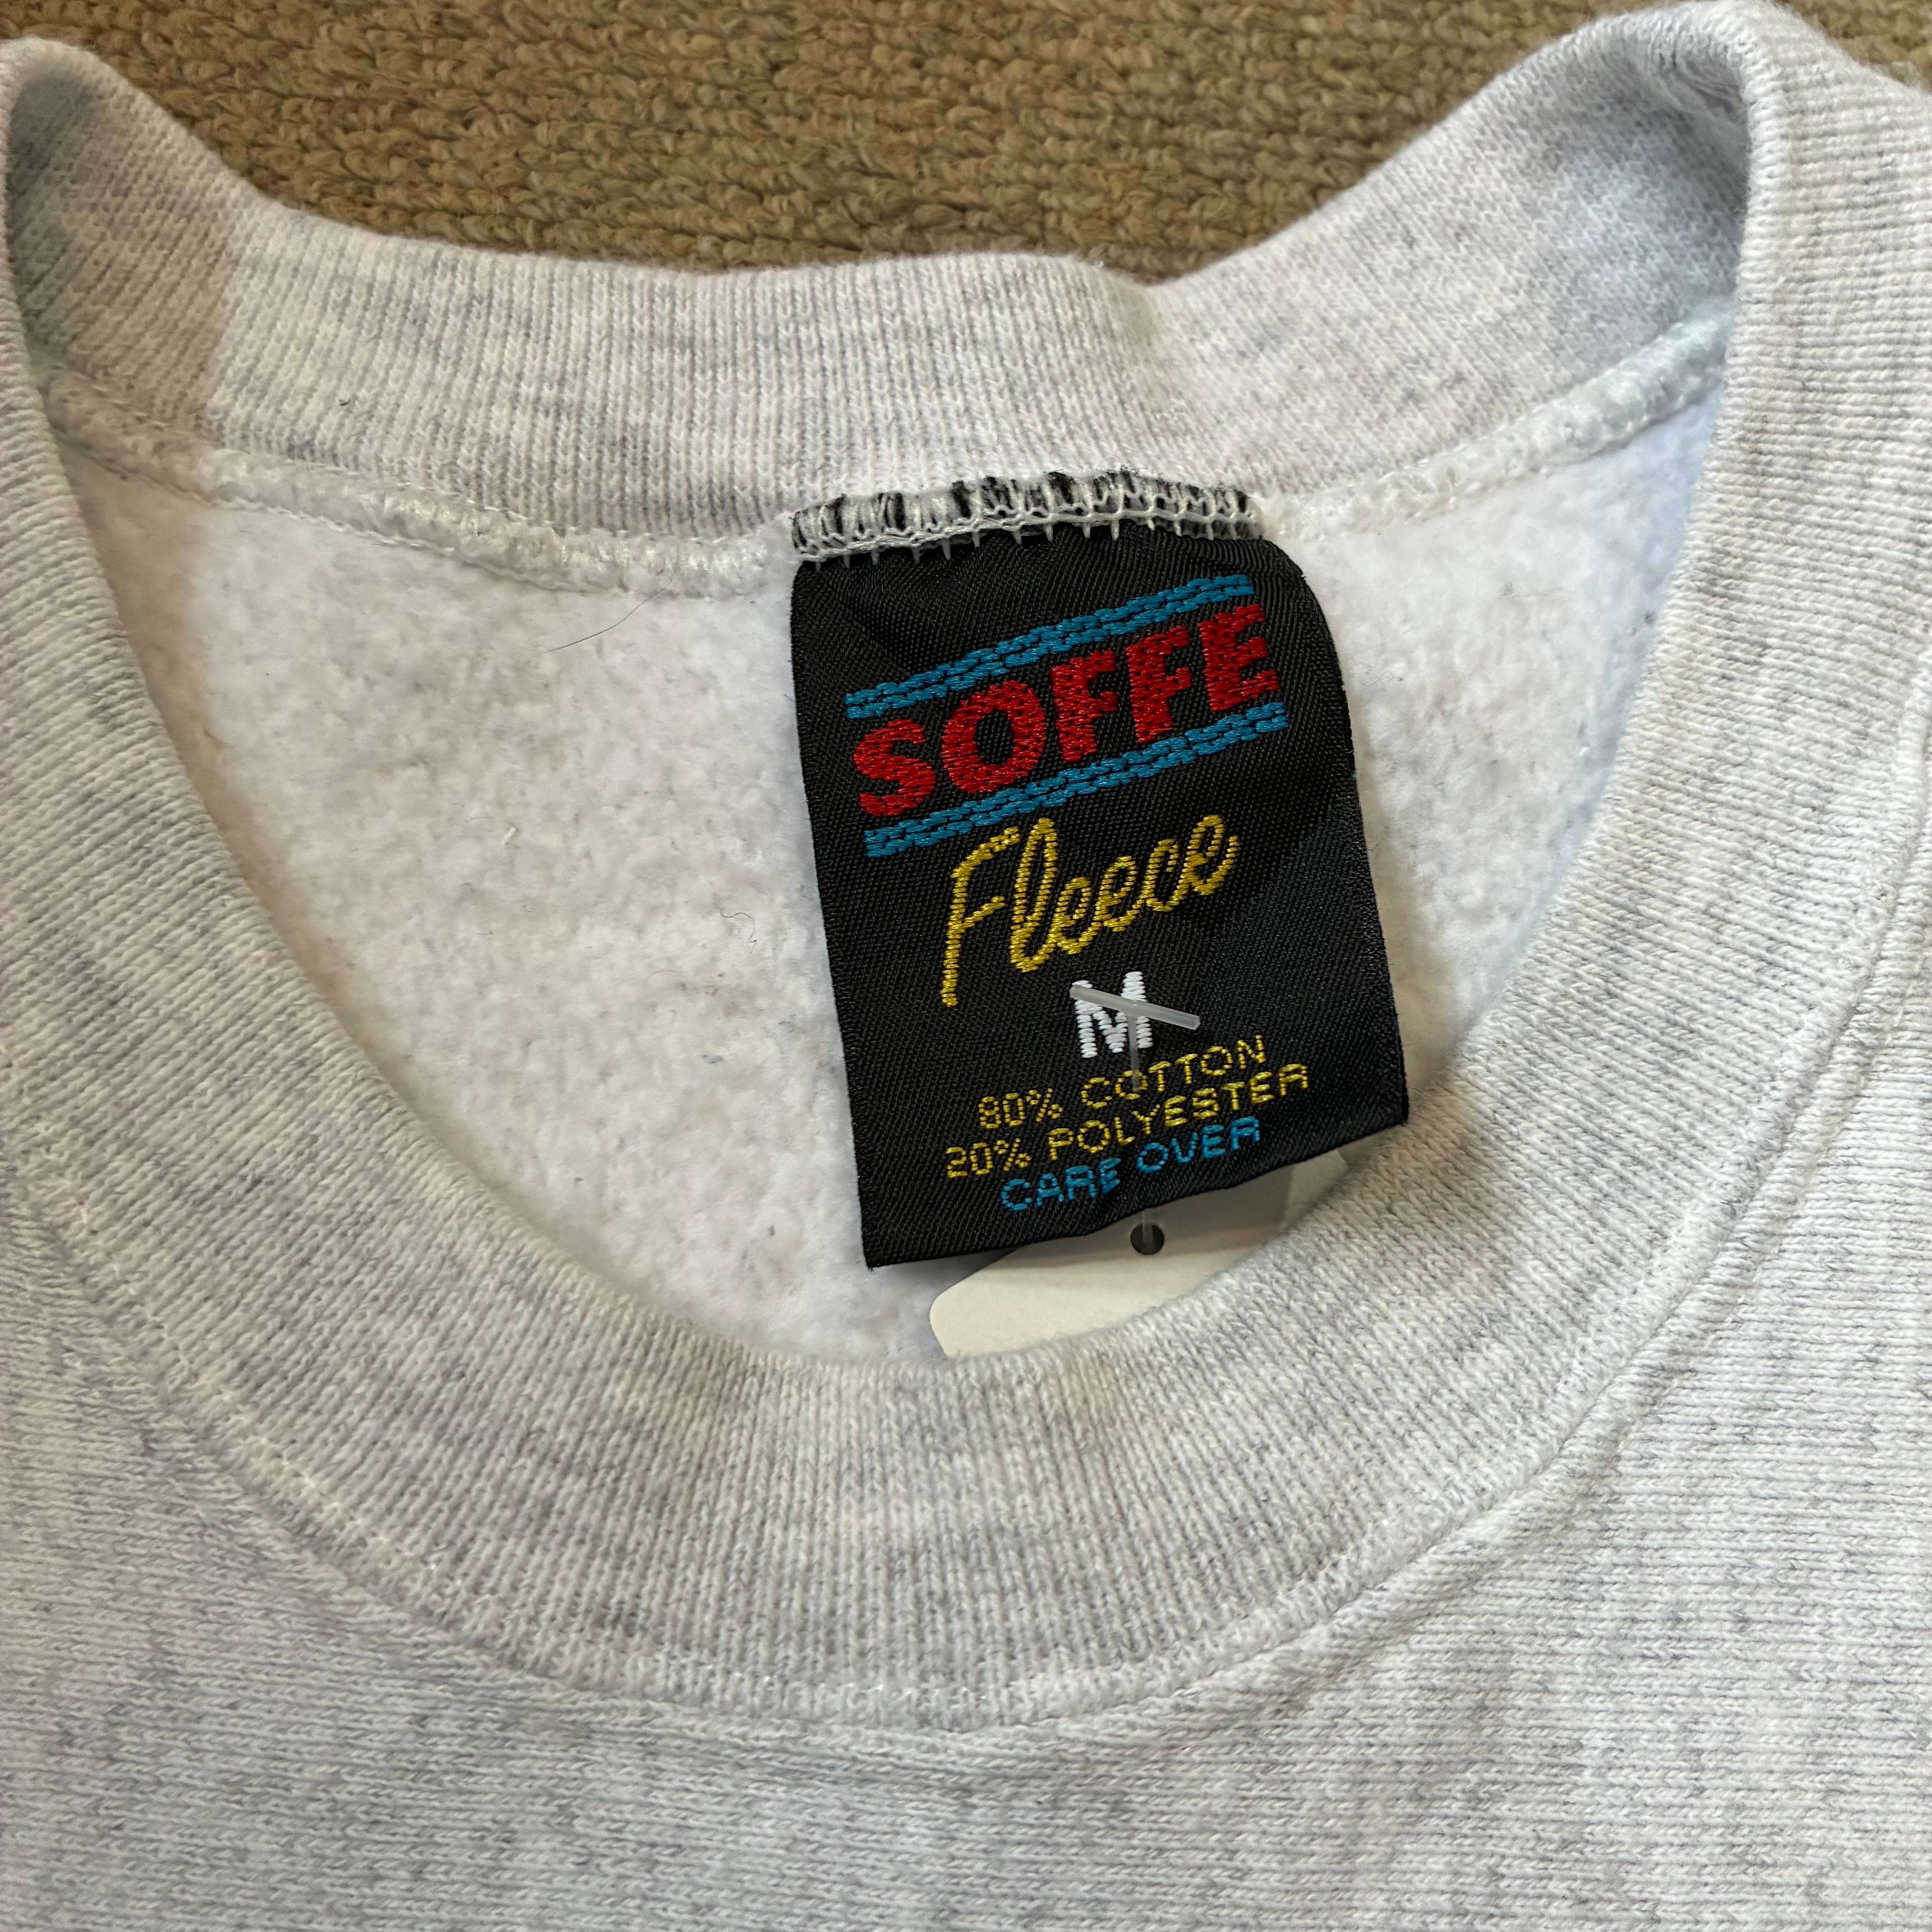 SOFFE
Fleece
M
80% COTTON
20% POLYESTER
CARE OVER